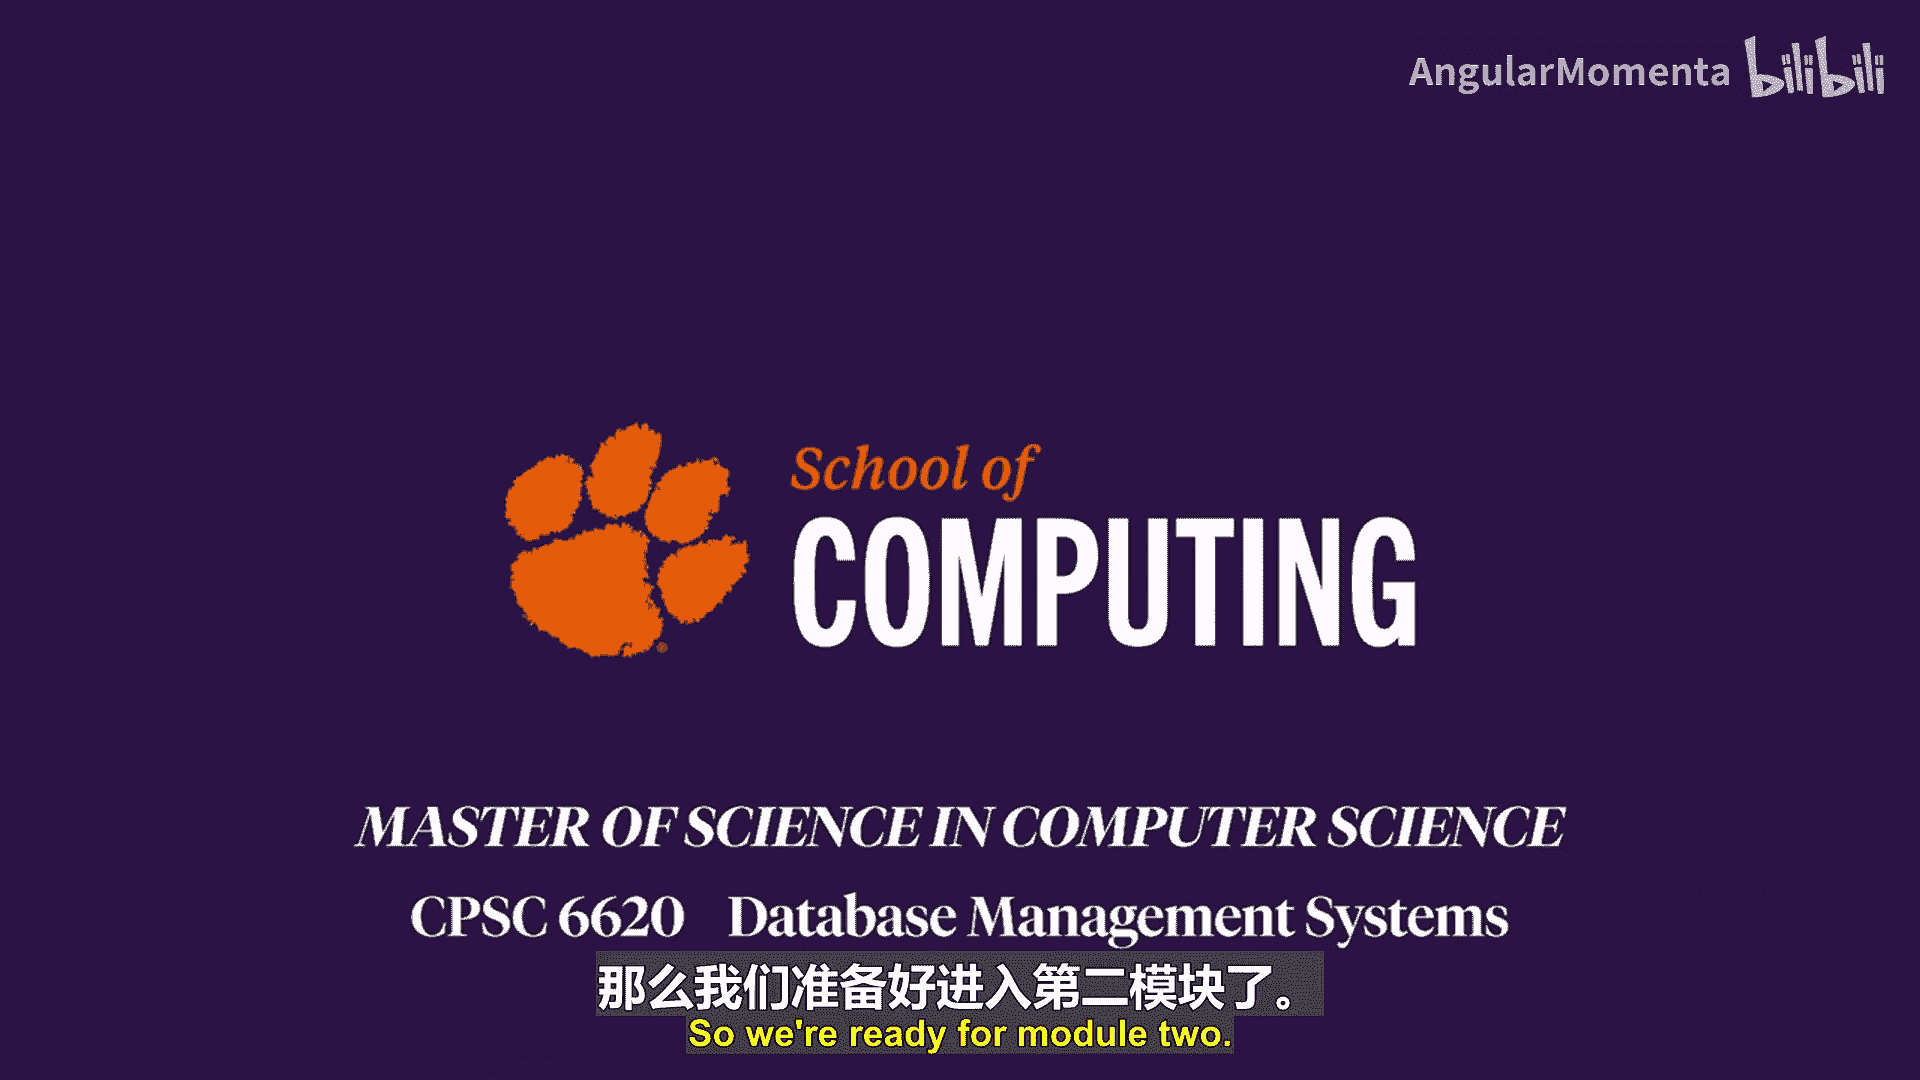 AngularMomenta bilibili
School of
COMPUTING
MASTER OF SCIENCE IN COMPUTER SCIENCE
CPSC 6620 Database Management Systems
那么我们准备好进入第二模块了。
So we're ready for module two.